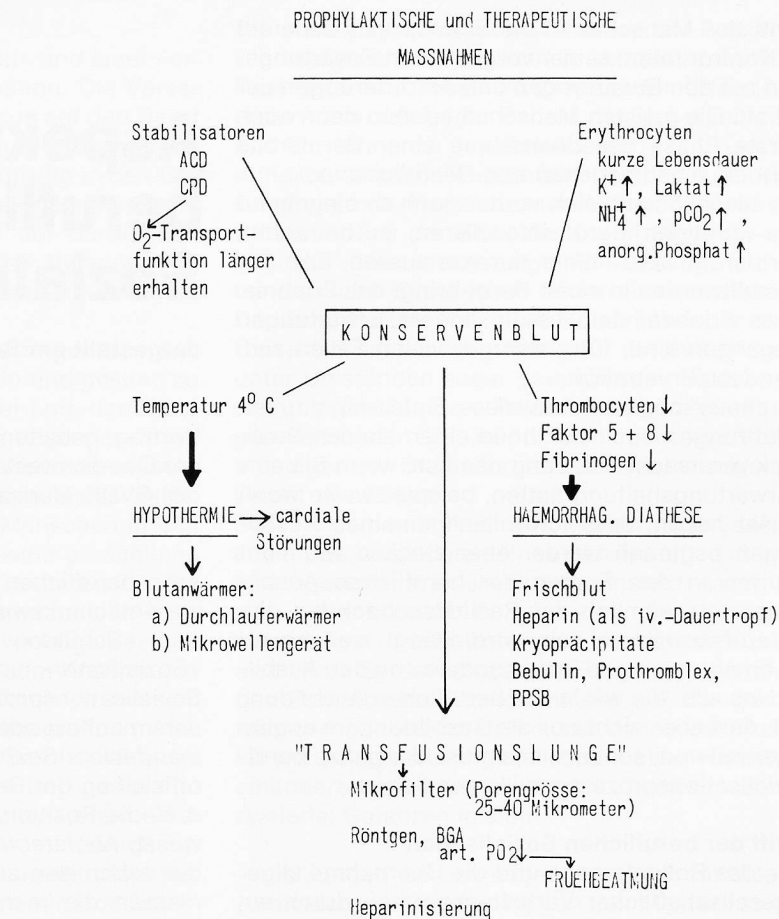 PROPHYLAKTISCHE und THERAPEUTISCHE
MASSNAHMEN
Stabilisatoren
ACD
CPD
O₂-Transport-
funktion länger
erhalten
Erythrocyten
kurze Lebensdauer
K⁺↑, Laktat↑
NH₄⁺↑, pCO₂↑,
anorg.Phosphat↑
KONSERVENBLUT
Temperatur 4⁰ C
HYPOTHERMIE → cardiale
Störungen
Blutanwärmer:
a) Durchlauferwärmer
b) Mikrowellengerät
Thrombocyten↓
Faktor 5 + 8↓
Fibrinogen↓
HAEMORRHAG. DIATHESE
Frischblut
Heparin (als iv.-Dauertropf)
Kryopräcipitate
Bebulin, Prothromblex,
PPSB
"TRANSFUSIONSLUNGE"
Mikrofilter (Porengrösse:
25-40 Mikrometer)
Röntgen, BGA
art. PO₂↓
FRUEHBEATMUNG
Heparinisierung